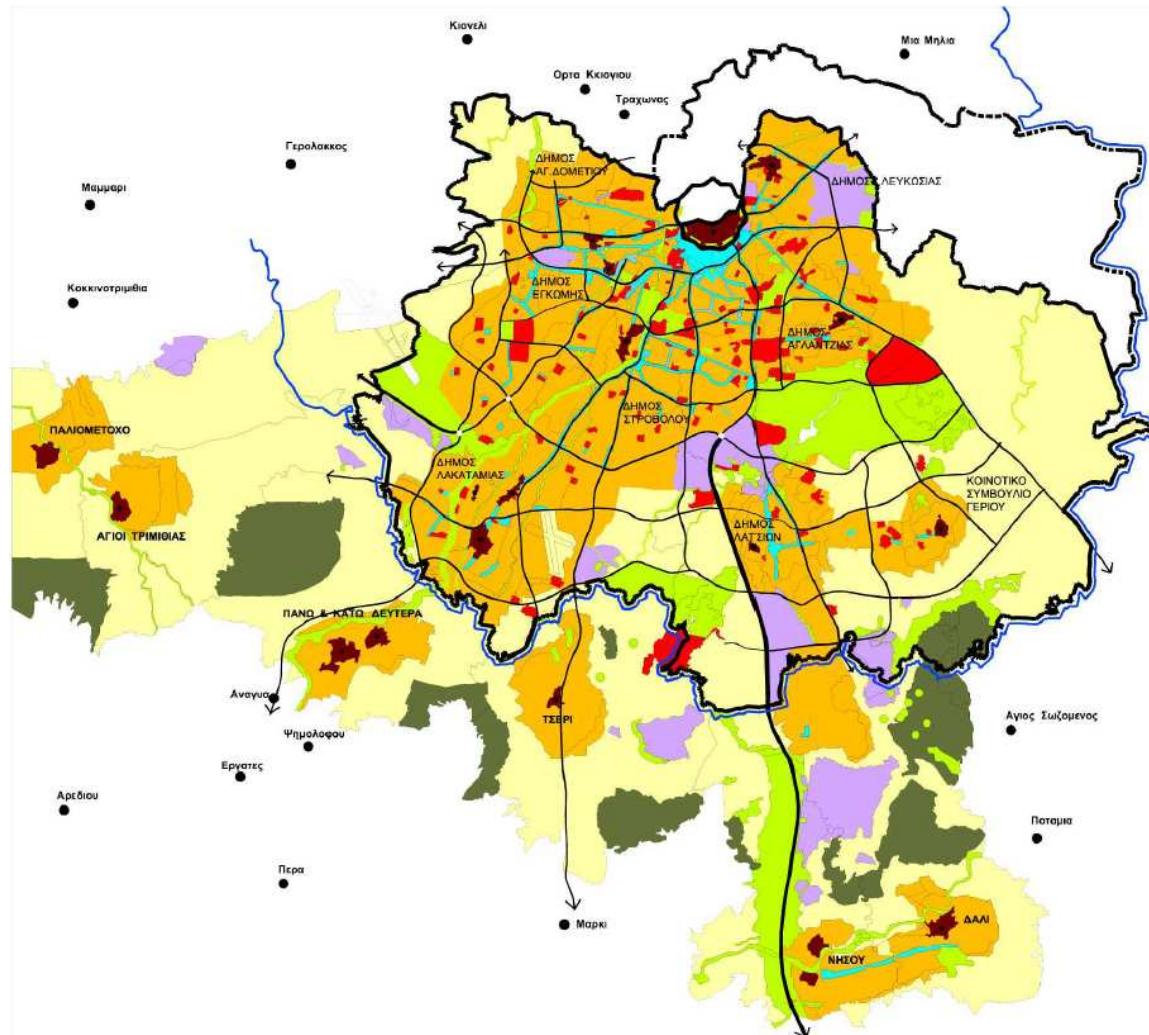 Κιονελι
Μια Μηλια
Ορτα Κκιογιου
Τραχωνας
Γερολακκος
ΔΗΜΟΣ
ΑΓ.ΔΟΜΕΤΙΟΥ
ΔΗΜΟΣ ΛΕΥΚΩΣΙΑΣ
Μαμμαρι
Κοκκινοτριμιθια
ΔΗΜΟΣ
ΕΓΚΩΜΗΣ
ΔΗΜΟΣ
ΑΓΛΑΝΤΖΙΑΣ
ΔΗΜΟΣ
ΣΤΡΟΒΟΛΟΥ
ΠΑΛΙΟΜΕΤΟΧΟ
ΔΗΜΟΣ
ΛΑΚΑΤΑΜΙΑΣ
ΚΟΙΝΟΤΙΚΟ
ΣΥΜΒΟΥΛΙΟ
ΓΕΡΙΟΥ
ΑΓΙΟΙ ΤΡΙΜΙΘΙΑΣ
ΔΗΜΟΣ
ΛΑΤΣΙΩΝ
ΠΑΝΩ & ΚΑΤΩ ΔΕΥΤΕΡΑ
Αναγυα
ΤΣΕΡΙ
Ψημολοφου
Αγιος Σωζομενος
Εργατες
Αρεδιου
Ποταμια
Περα
Μαρκι
ΔΑΛΙ
ΝΗΣΟΥ